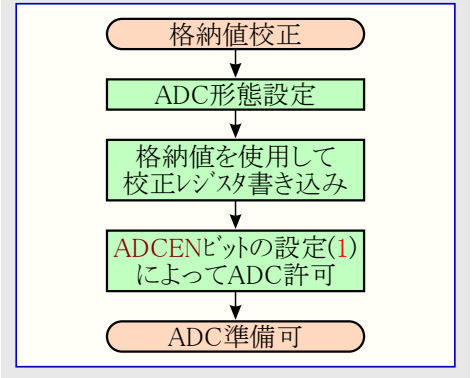 格納値校正
ADC形態設定
格納値を使用して
校正ﾚｼﾞｽﾀ書き込み
ADCENﾋﾞｯﾄの設定(1)
によってADC許可
ADC準備可